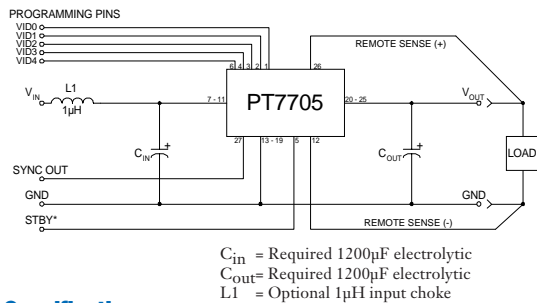 PROGRAMMING PINS
VID0
VID1
VID2
VID3
VID4
6 4 3 2 1
26
REMOTE SENSE (+)
L1
VIN
1µH
7 - 11
PT7705
20 - 25
VOUT
CIN
+
COUT
+
LOAD
27
13 - 19
5
12
SYNC OUT
GND
GND
STBY*
REMOTE SENSE (-)
Cin = Required 1200µF electrolytic
Cout= Required 1200µF electrolytic
L1 = Optional 1µH input choke